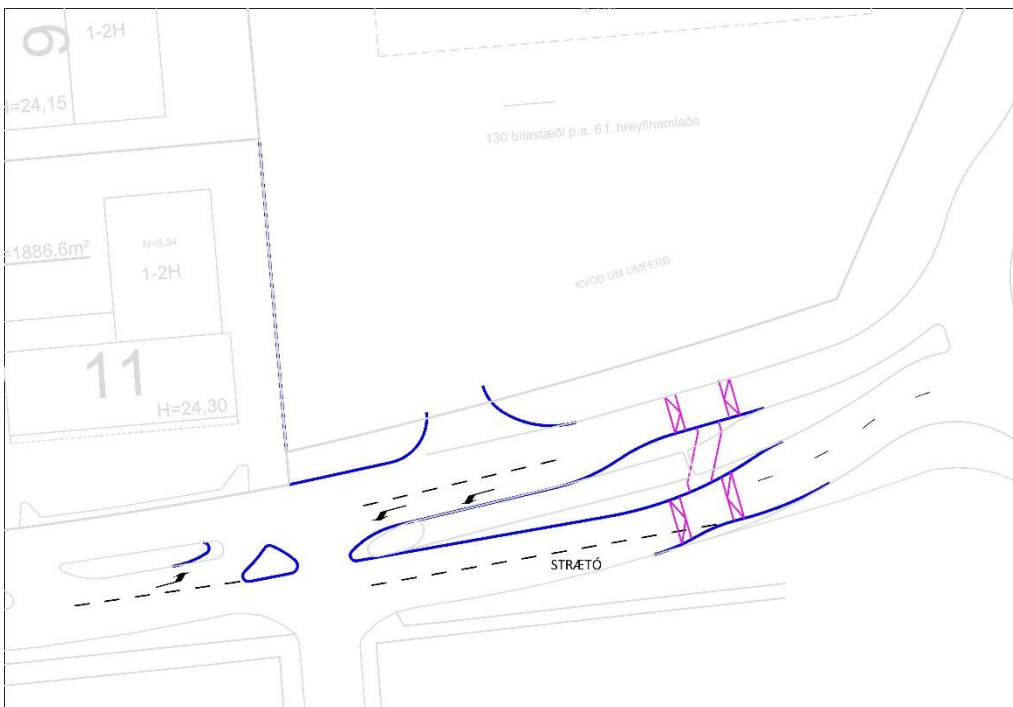 9
1-2H
H=24,15
130 bílastæði þ.a. 6 f. hreyfihamlaða
=1886,6m²
N=0,54
1-2H
KVÖÐ UM UMFERÐ
11
H=24,30
STRÆTÓ